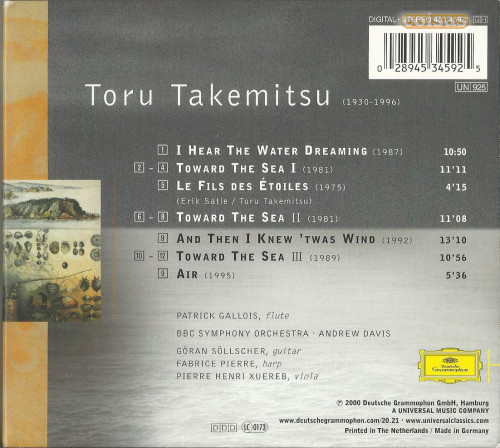 DIGITAL · STEREO 453 459-2 GH
0 28945 34592 5
UN 925
Toru Takemitsu (1930-1996)
1 I Hear The Water Dreaming (1987) 10:50
2 - 4 Toward The Sea I (1981) 11'11
5 Le Fils des Étoiles (1975) 4'15
(Erik Satie / Toru Takemitsu)
6 - 8 Toward The Sea II (1981) 11'08
9 And Then I Knew 'twas Wind (1992) 13'10
10 - 12 Toward The Sea III (1989) 10'56
9 Air (1995) 5'36
PATRICK GALLOIS, flute
BBC SYMPHONY ORCHESTRA · ANDREW DAVIS
GÖRAN SÖLLSCHER, guitar
FABRICE PIERRE, harp
PIERRE HENRI XUEREB, viola
Deutsche Grammophon
℗ 2000 Deutsche Grammophon GmbH, Hamburg
A UNIVERSAL MUSIC COMPANY
www.deutschegrammophon.com/20.21 · www.universalclassics.com
Printed in The Netherlands / Made in Germany
DDD LC 0173